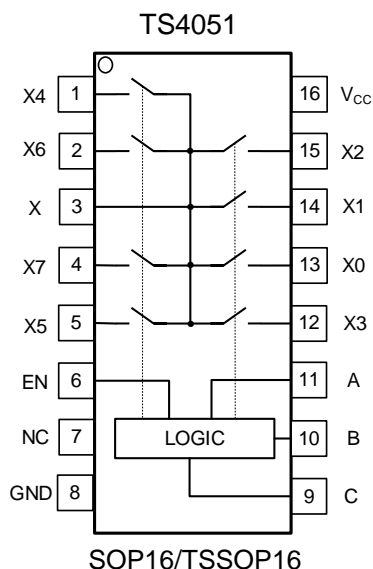 TS4051
X4 1 16 VCC
X6 2 15 X2
X 3 14 X1
X7 4 13 X0
X5 5 12 X3
EN 6 11 A
NC 7 LOGIC 10 B
GND 8 9 C
SOP16/TSSOP16